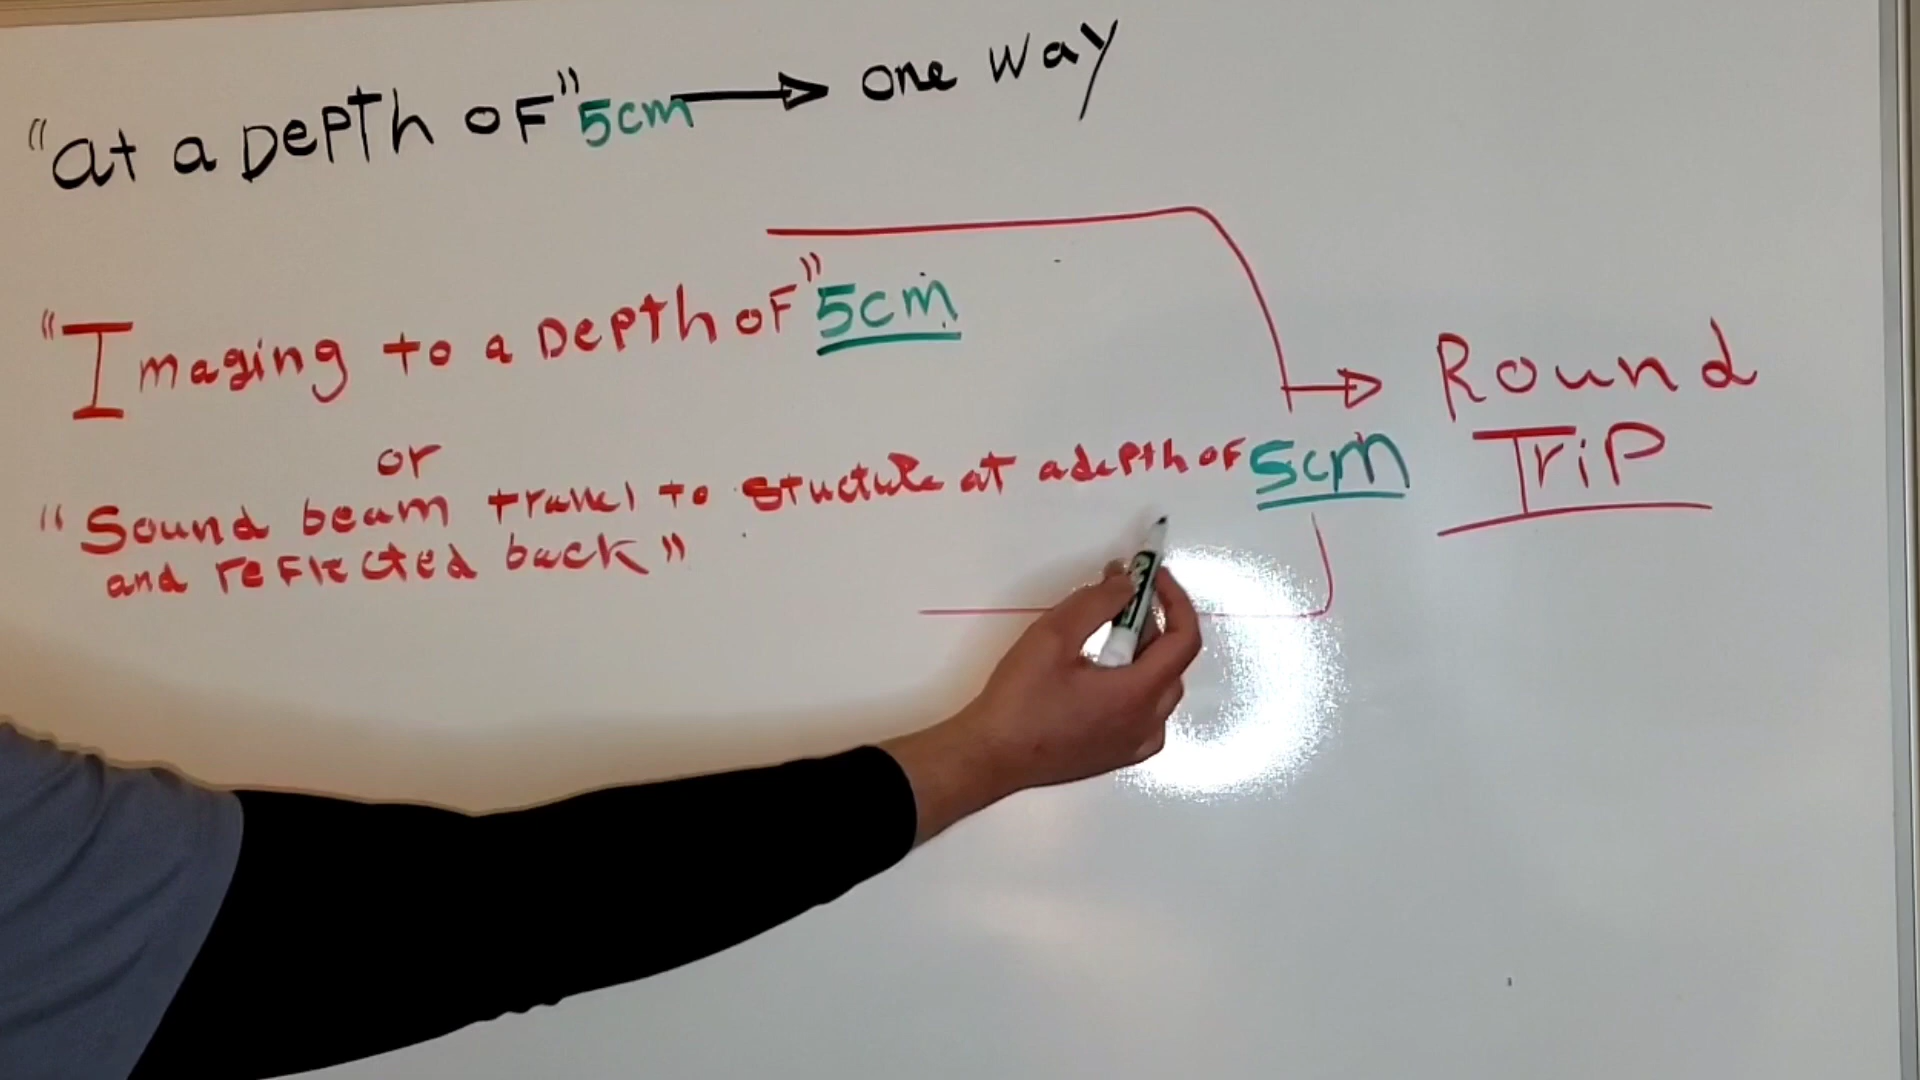 "at a Depth of" 5cm → one way
"Imaging to a Depth of" 5cm
or
"Sound beam travel to stucture at a depth of 5cm
and reflected back"
Round
Trip